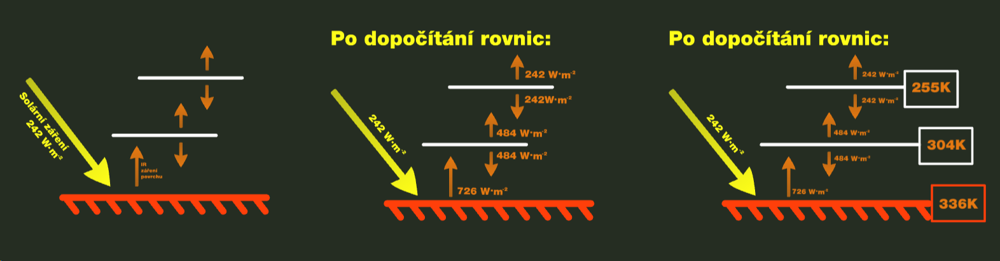 Solární záření
242 W·m⁻²
IR
záření
povrchu
Po dopočítání rovnic:
242 W·m⁻²
242W·m⁻²
242 W·m⁻²
484 W·m⁻²
484 W·m⁻²
726 W·m⁻²
Po dopočítání rovnic:
242 W·m⁻²
255K
242 W·m⁻²
242 W·m⁻²
484 W·m⁻²
304K
484 W·m⁻²
726 W·m⁻²
336K